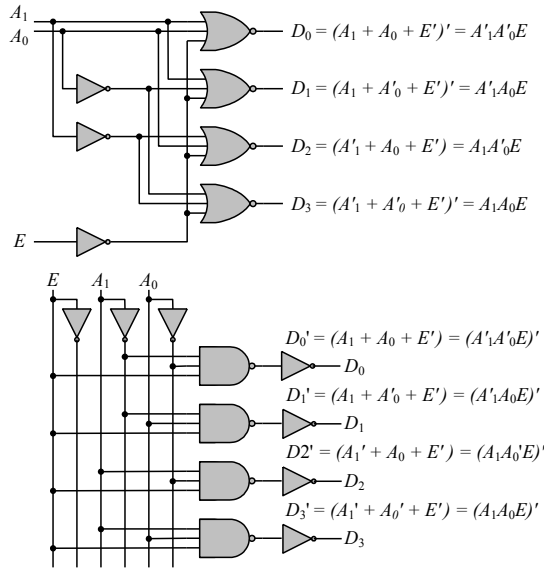 A₁
A₀
D₀ = (A₁ + A₀ + E')' = A'₁A'₀E
D₁ = (A₁ + A'₀ + E')' = A'₁A₀E
D₂ = (A'₁ + A₀ + E') = A₁A'₀E
D₃ = (A'₁ + A'₀ + E')' = A₁A₀E
E
E A₁ A₀
D₀' = (A₁ + A₀ + E') = (A'₁A'₀E)'
D₀
D₁' = (A₁ + A'₀ + E') = (A'₁A₀E)'
D₁
D2' = (A₁' + A₀ + E') = (A₁A₀'E)'
D₂
D₃' = (A₁' + A₀' + E') = (A₁A₀E)'
D₃